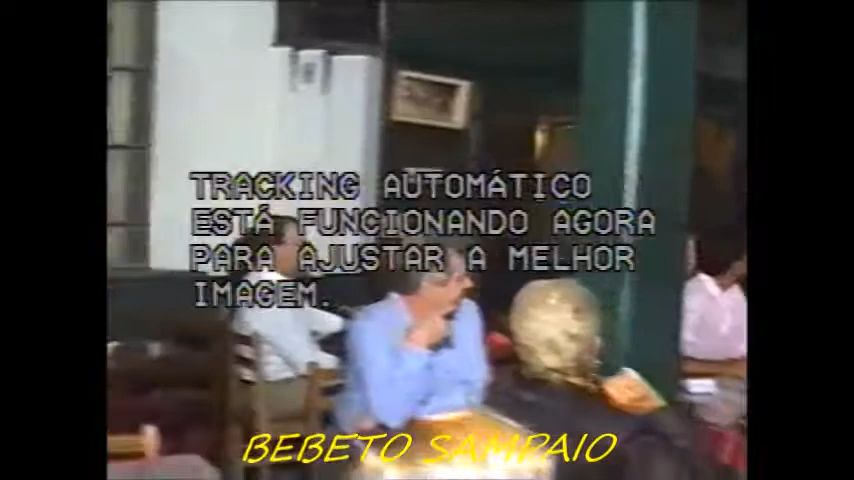 TRACKING AUTOMÁTICO
ESTÁ FUNCIONANDO AGORA
PARA AJUSTAR A MELHOR
IMAGEM.
BEBETO SAMPAIO